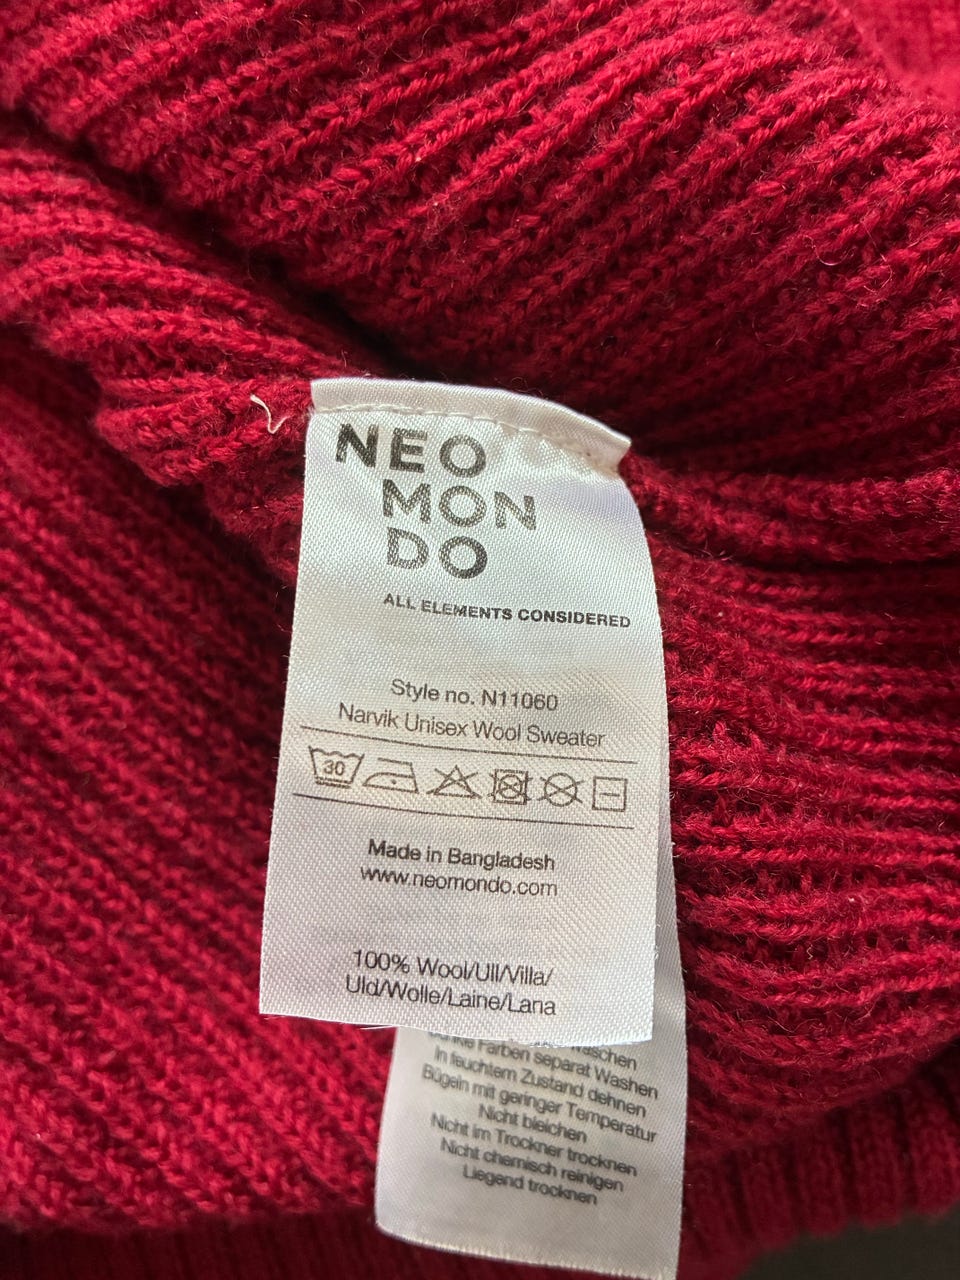 NEO
MON
DO
ALL ELEMENTS CONSIDERED
Style no. N11060
Narvik Unisex Wool Sweater
30
Made in Bangladesh
www.neomondo.com
100% Wool/Ull/Villa/
Uld/Wolle/Laine/Lana
Farben separat Washen
In feuchtem Zustand dehnen
Bügeln mit geringer Temperatur
Nicht bleichen
Nicht im Trockner trocknen
Nicht chemisch reinigen
Liegend trocknen